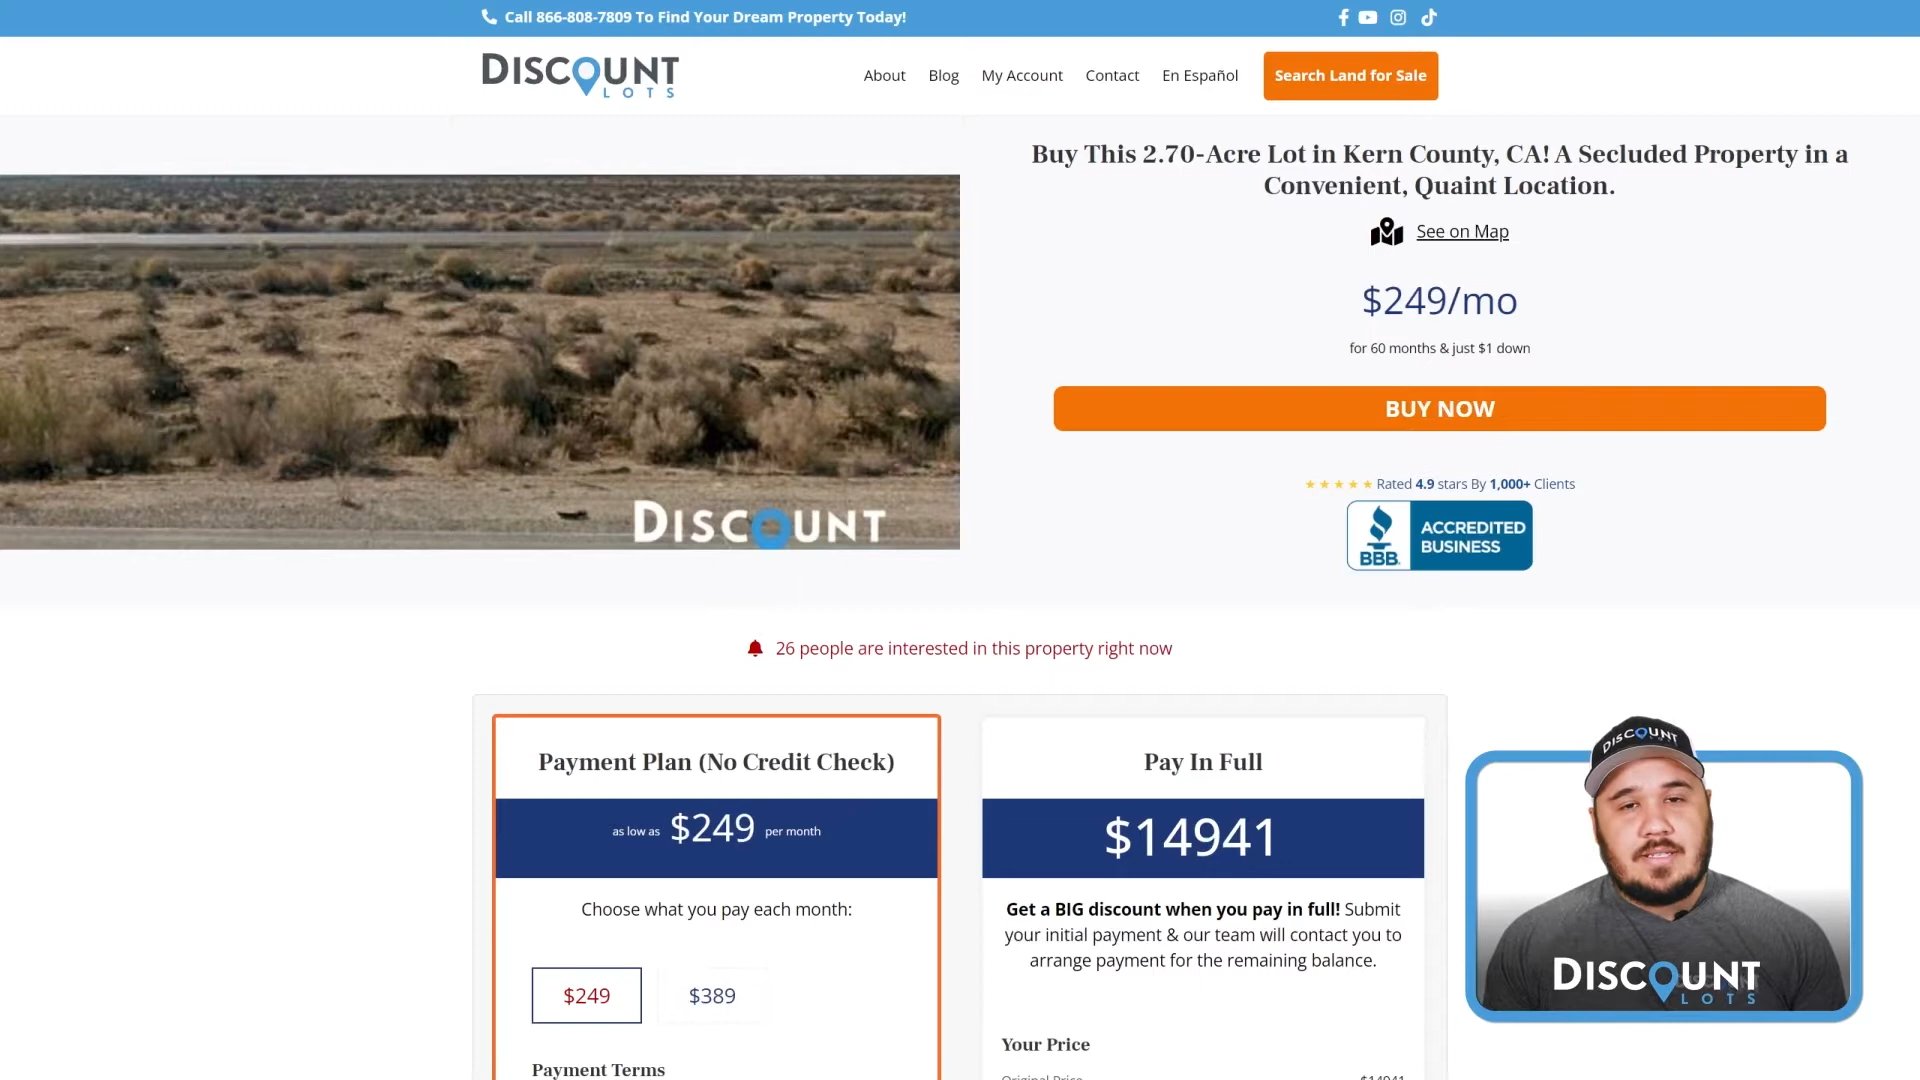 Call 866-808-7809 To Find Your Dream Property Today!
DISCOUNT
LOTS
About
Blog
My Account
Contact
En Español
Search Land for Sale
Buy This 2.70-Acre Lot in Kern County, CA! A Secluded Property in a
Convenient, Quaint Location.
See on Map
$249/mo
for 60 months & just $1 down
BUY NOW
Rated 4.9 stars By 1,000+ Clients
BBB
ACCREDITED
BUSINESS
DISCOUNT
26 people are interested in this property right now
Payment Plan (No Credit Check)
as low as $249 per month
Choose what you pay each month:
$249
$389
Payment Terms
Pay In Full
$14941
Get a BIG discount when you pay in full! Submit
your initial payment & our team will contact you to
arrange payment for the remaining balance.
Your Price
Original Price
$14941
DISCOUNT
DISCOUNT
LOTS